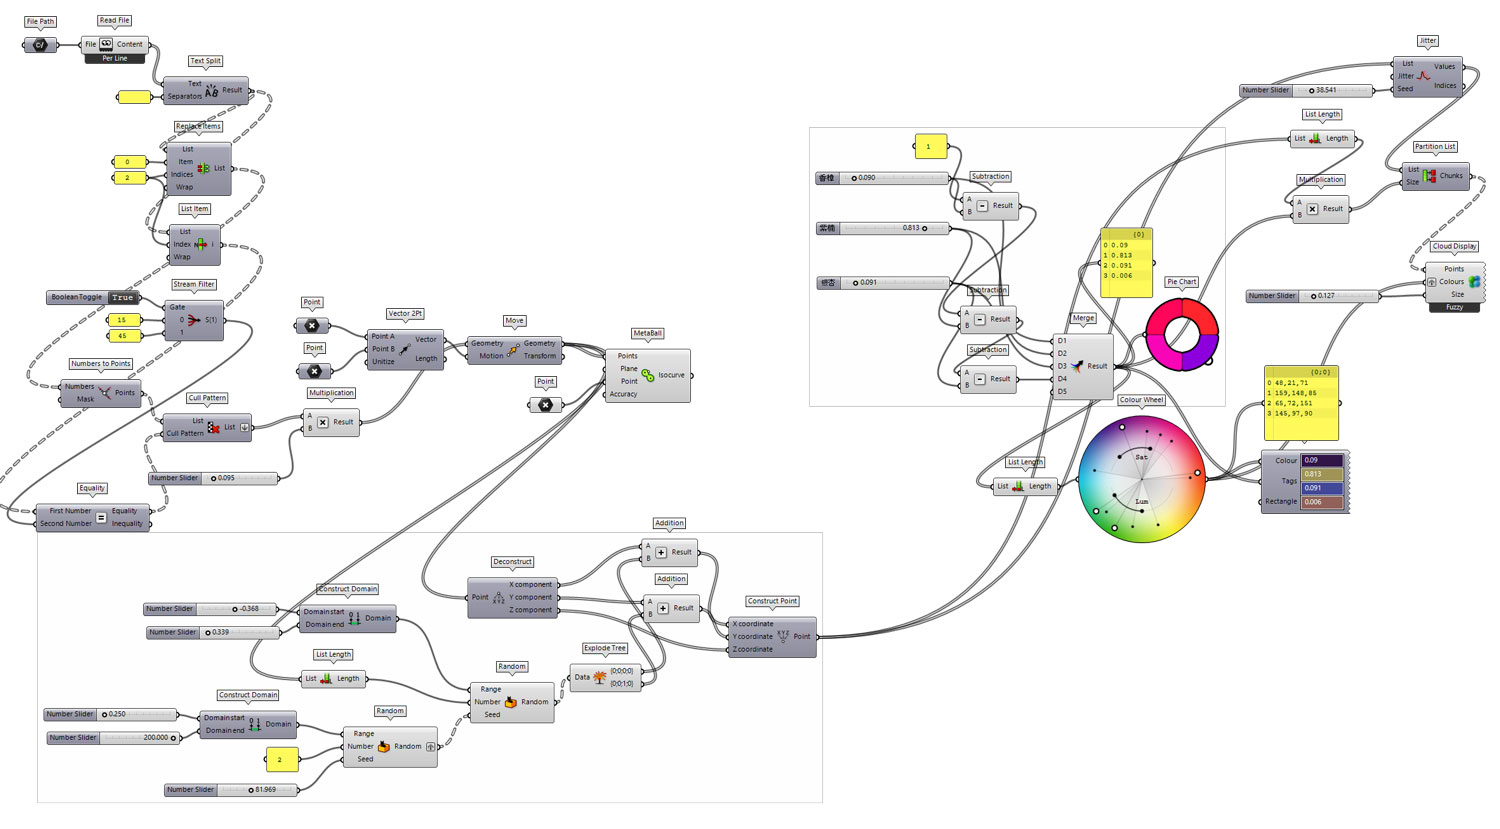 File Path
Read File
File
Content
Per Line
Text Split
Text
Separators
Result
Replace Items
List
Item
Indices
Wrap
List
0
2
List Item
List
Index
Wrap
i
Stream Filter
Boolean Toggle
True
Gate
0
1
S(1)
15
45
Numbers to Points
Numbers
Mask
Points
Cull Pattern
List
Cull Pattern
List
Number Slider
0.095
Equality
First Number
Second Number
Equality
Inequality
Point
Point
Vector 2Pt
Point A
Point B
Unitize
Vector
Length
Multiplication
A
B
Result
Move
Geometry
Motion
Geometry
Transform
Point
MetaBall
Points
Plane
Point
Accuracy
Isocurve
Number Slider
-0.368
Number Slider
0.339
Construct Domain
Domain start
Domain end
Domain
List Length
List
Length
Construct Domain
Number Slider
0.250
Number Slider
200.000
Domain start
Domain end
Domain
2
Number Slider
81.969
Random
Range
Number
Seed
Random
Random
Range
Number
Seed
Random
Explode Tree
Data
{0;0;0;0}
{0;0;1;0}
Deconstruct
Point
X component
Y component
Z component
Addition
A
B
Result
Addition
A
B
Result
Construct Point
X coordinate
Y coordinate
Z coordinate
Point
1
香樟
0.090
紫楠
0.813
0.091
Subtraction
A
B
Result
Subtraction
A
B
Result
Subtraction
A
B
Result
Merge
D1
D2
D3
D4
D5
Result
{0}
0 0.09
1 0.813
2 0.091
3 0.006
Pie Chart
List Length
List
Length
Colour Wheel
Sat
Lum
{0;0}
0 48,21,71
1 159,148,85
2 65,72,151
3 145,97,90
Colour
Tags
Rectangle
0.09
0.813
0.091
0.006
Jitter
List
Jitter
Seed
Values
Indices
Number Slider
38.541
List Length
List
Length
Multiplication
A
B
Result
Partition List
List
Size
Chunks
Cloud Display
Points
Colours
Size
Fuzzy
Number Slider
0.127